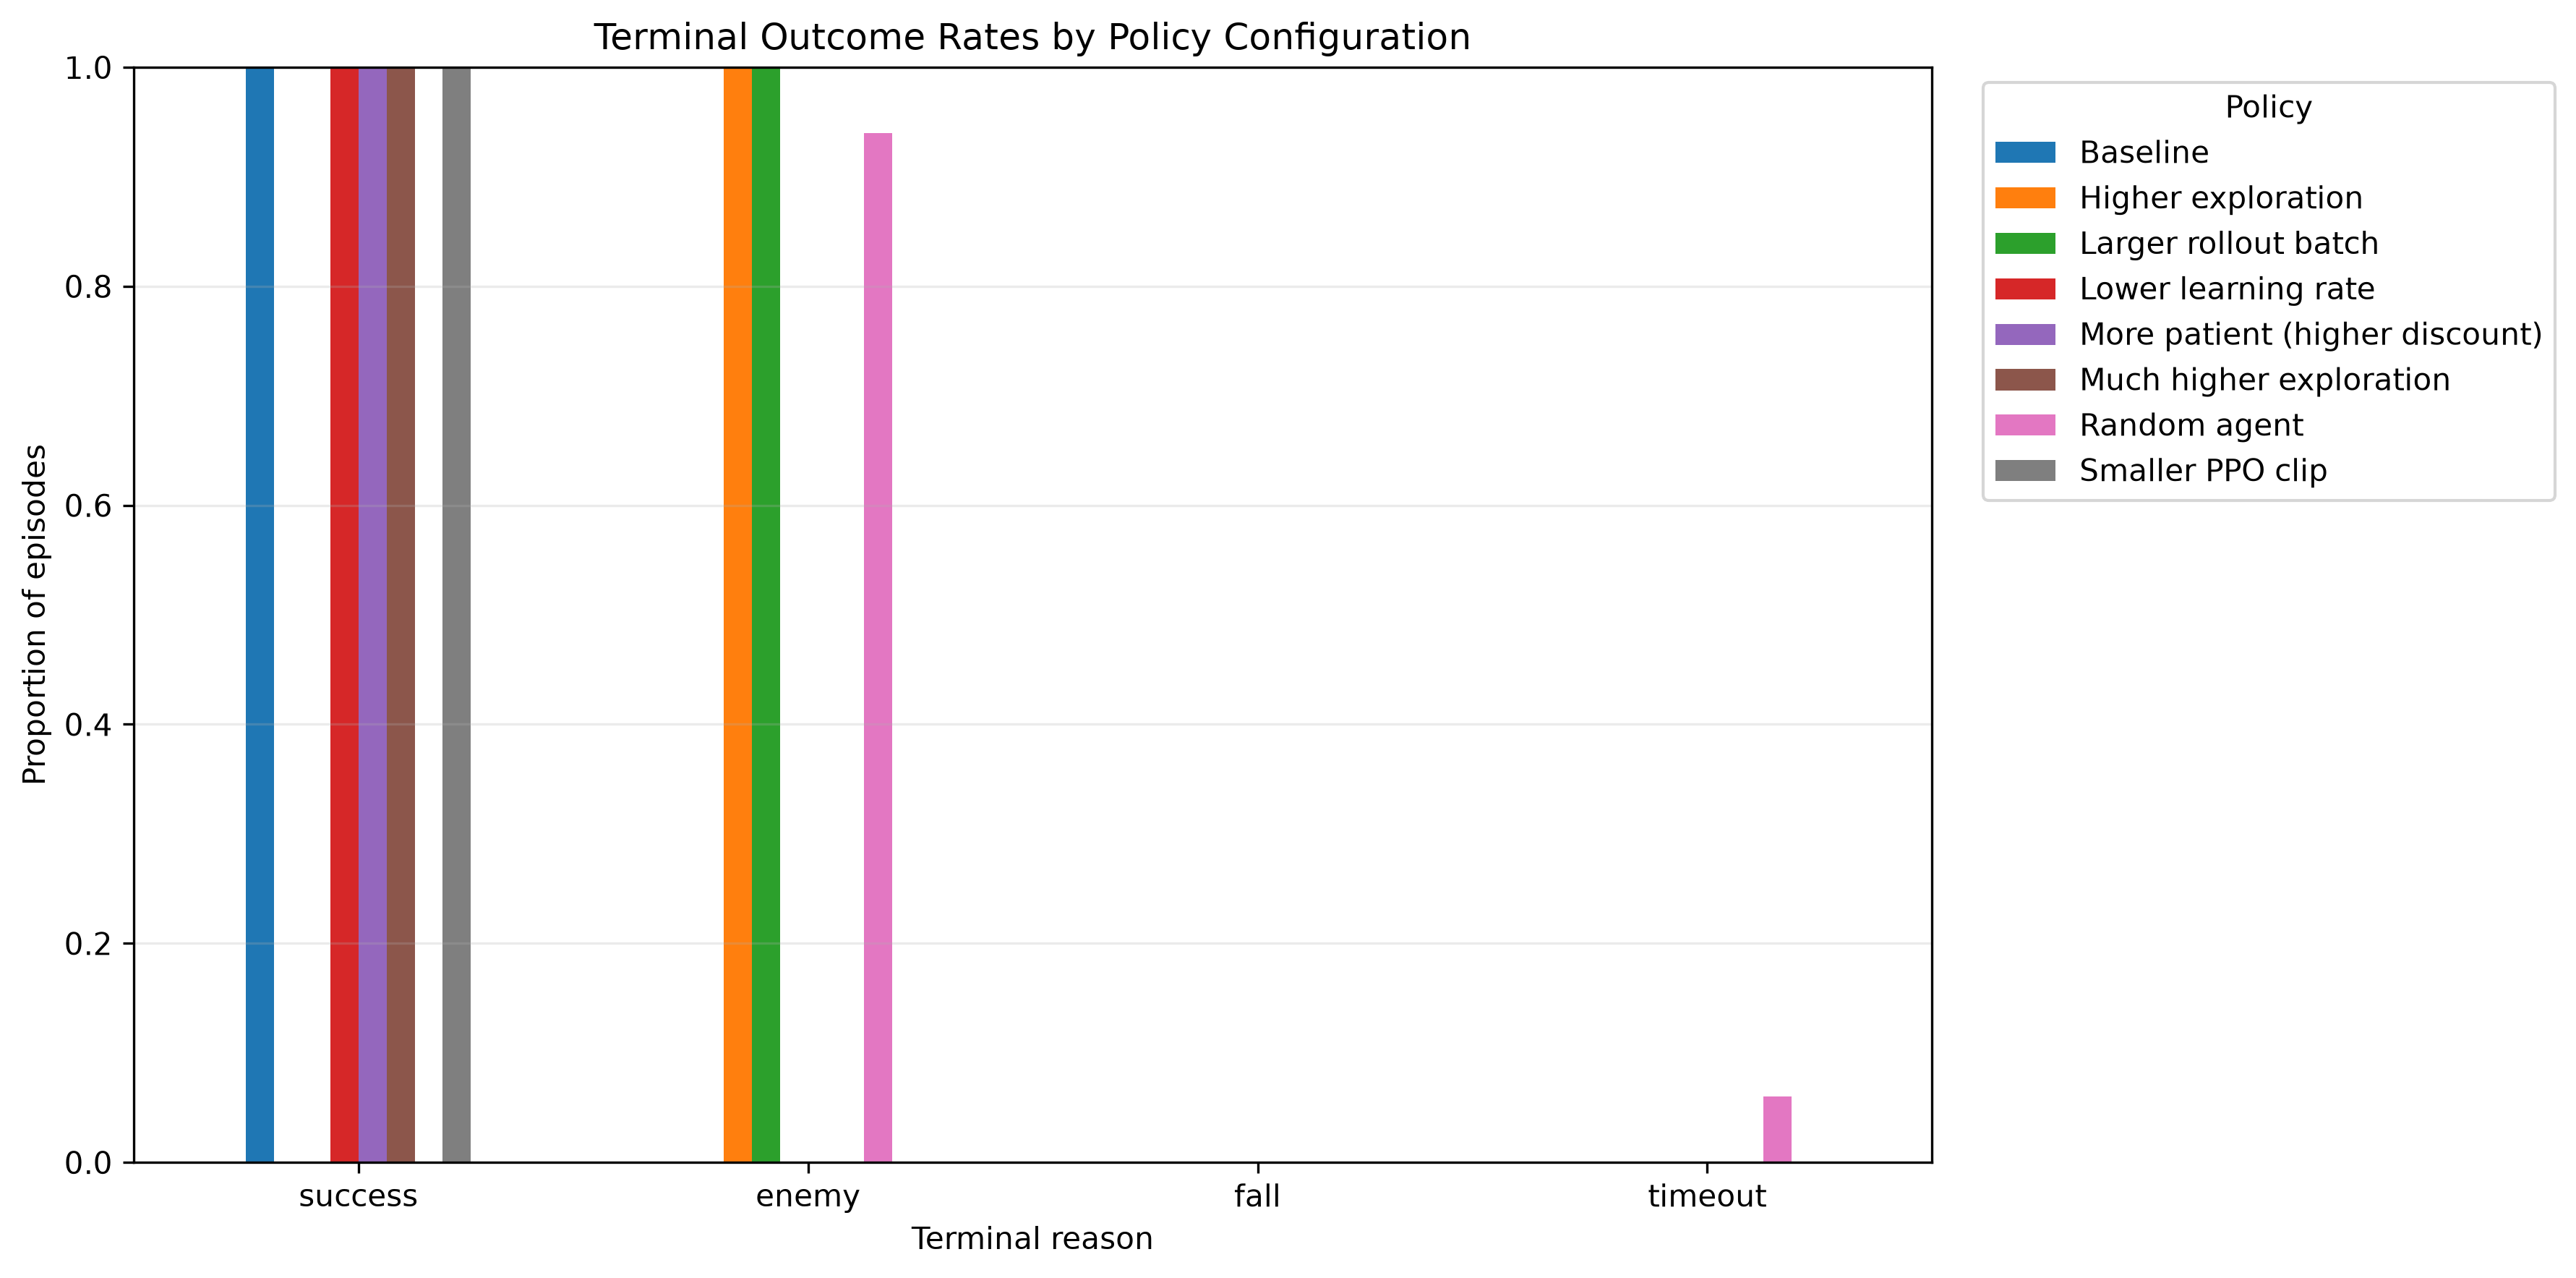 Terminal Outcome Rates by Policy Configuration
1.0
0.8
0.6
0.4
0.2
0.0
Proportion of episodes
success
enemy
fall
timeout
Terminal reason
Policy
Baseline
Higher exploration
Larger rollout batch
Lower learning rate
More patient (higher discount)
Much higher exploration
Random agent
Smaller PPO clip